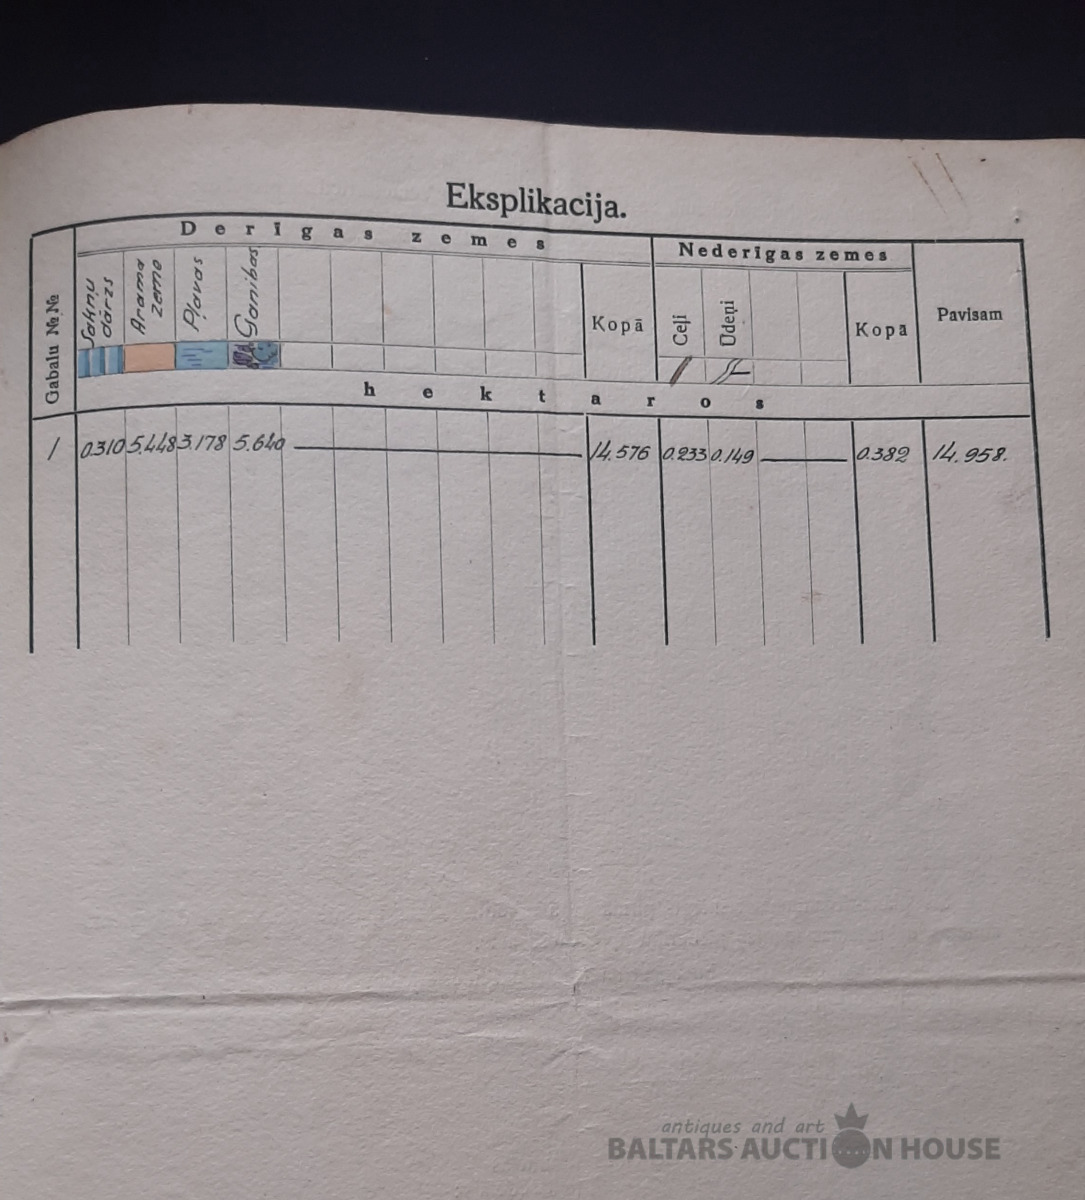 Eksplikacija.
Derīgas zemes
Nederīgas zemes
Gabalu №№
Sakņu dārzs
Arama zeme
Pļavas
Ganibas
Kopā
Ceļi
Ūdeņi
Kopā
Pavisam
hektaros
1 0.310 5.448 3.178 5.640 14.576 0.233 0.149 0.382 14.958.
antiques and art
BALTARS AUCTION HOUSE